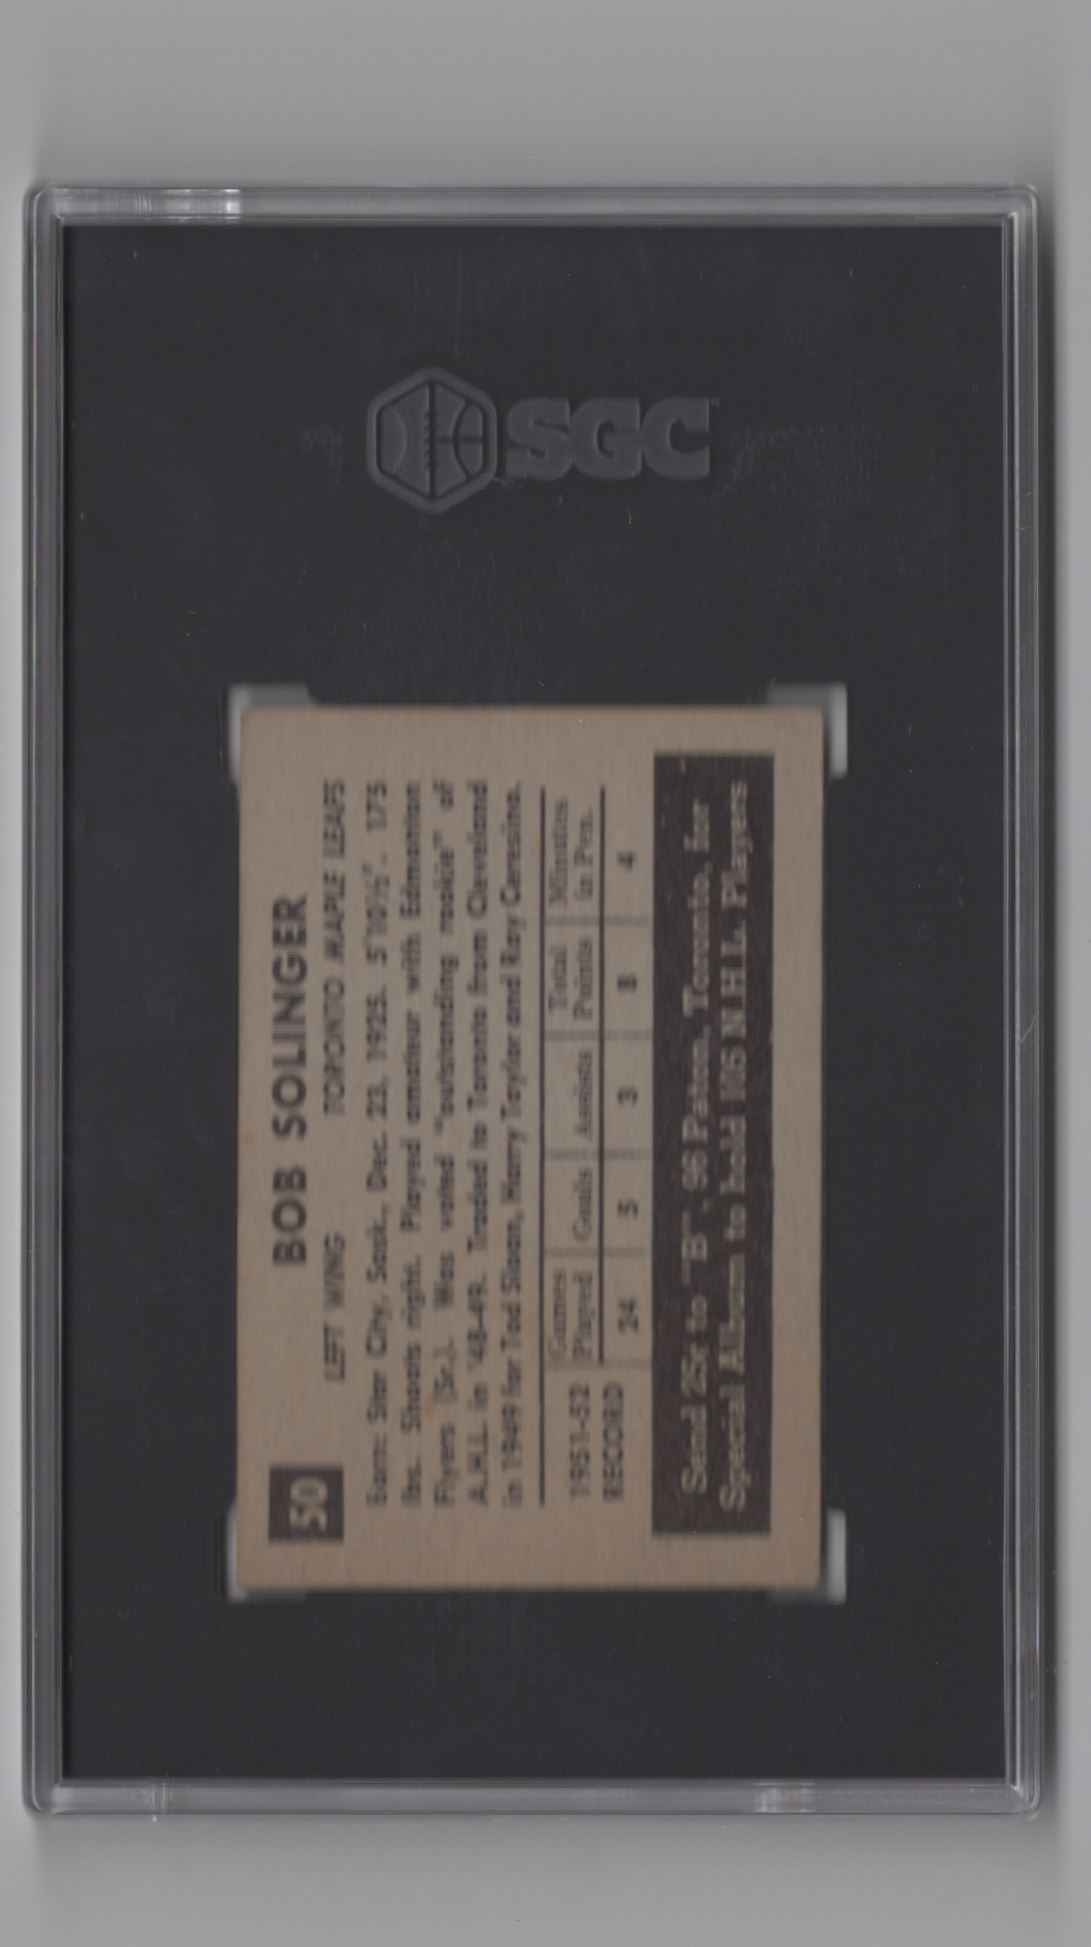 SGC
50
BOB SOLINGER
LEFT WING TORONTO MAPLE LEAFS
Born: Star City, Sask., Dec. 23, 1925. 5'10½". 175
lbs. Shoots right. Played amateur with Edmonton
Flyers (Sr.). Was voted "outstanding rookie" of
A.H.L. in '48-49. Traded to Toronto from Cleveland
in 1949 for Tod Sloan, Harry Taylor and Ray Ceresino.
1951-52 RECORD
Games Played Goals Assists Total Points Minutes in Pen.
24 5 3 8 4
Send 25¢ to "B", 96 Paton, Toronto, for
Special Album to hold 105 N.H.L. Players